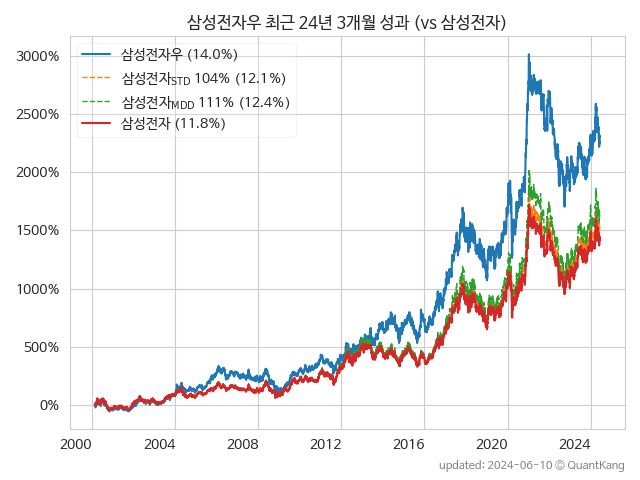 삼성전자우 최근 24년 3개월 성과 (vs 삼성전자)
삼성전자우 (14.0%)
삼성전자STD 104% (12.1%)
삼성전자MDD 111% (12.4%)
삼성전자 (11.8%)
3000%
2500%
2000%
1500%
1000%
500%
0%
2000 2004 2008 2012 2016 2020 2024
updated: 2024-06-10 © QuantKang